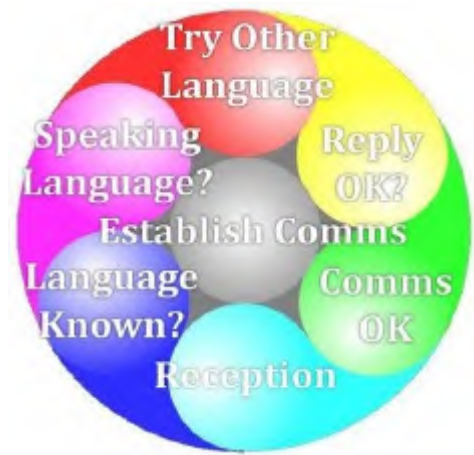 Try Other
Language
Speaking
Language?
Reply
OK?
Establish Comms
Language
Known?
Comms
OK
Reception